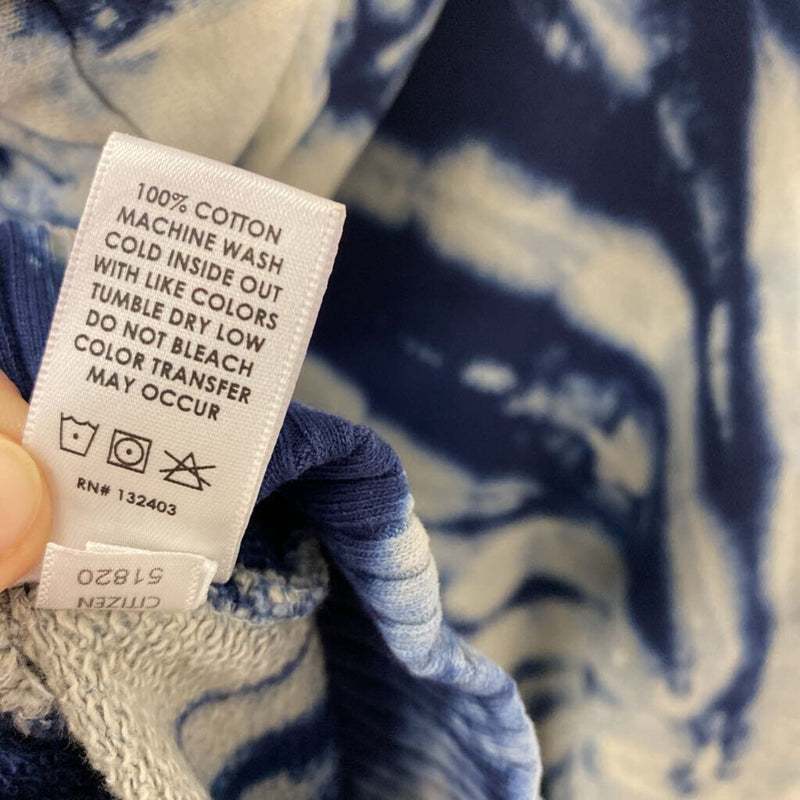 100% COTTON
MACHINE WASH
COLD INSIDE OUT
WITH LIKE COLORS
TUMBLE DRY LOW
DO NOT BLEACH
COLOR TRANSFER
MAY OCCUR
RN# 132403
51820
CITIZEN